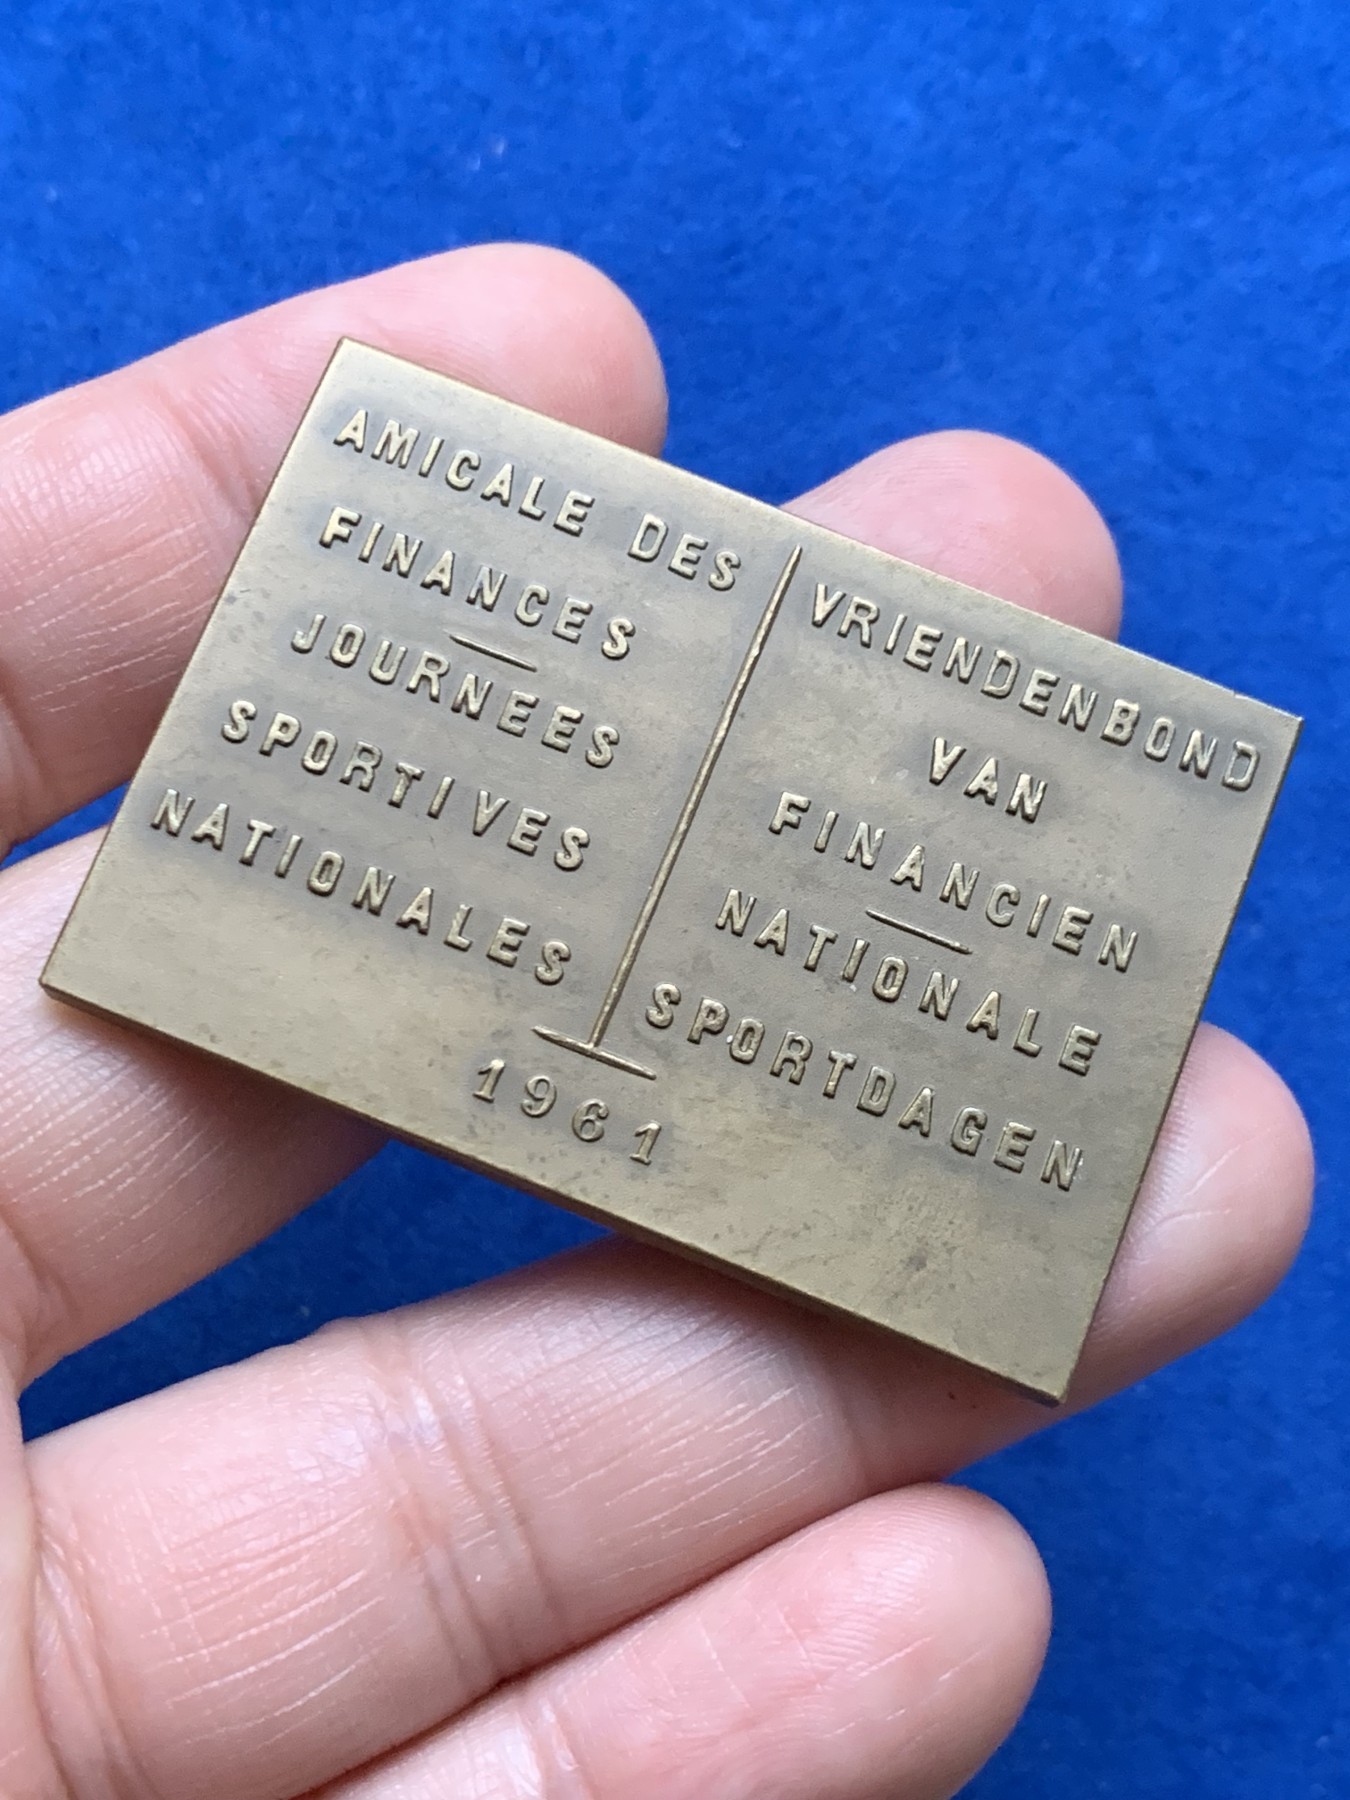 AMICALE DES
FINANCES
JOURNEES
SPORTIVES
NATIONALES
VRIENDENBOND
VAN
FINANCIEN
NATIONALE
SPORTDAGEN
1961